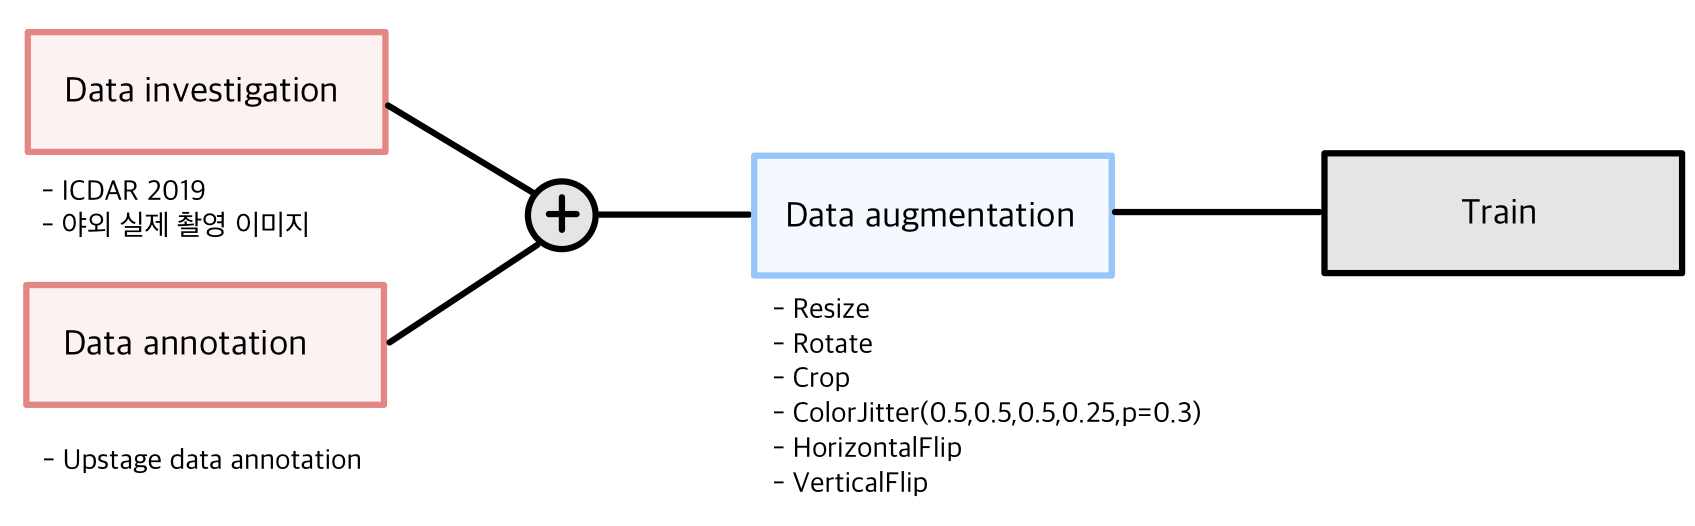 Data investigation
- ICDAR 2019
- 야외 실제 촬영 이미지
Data annotation
- Upstage data annotation
+
Data augmentation
- Resize
- Rotate
- Crop
- ColorJitter(0.5,0.5,0.5,0.25,p=0.3)
- HorizontalFlip
- VerticalFlip
Train